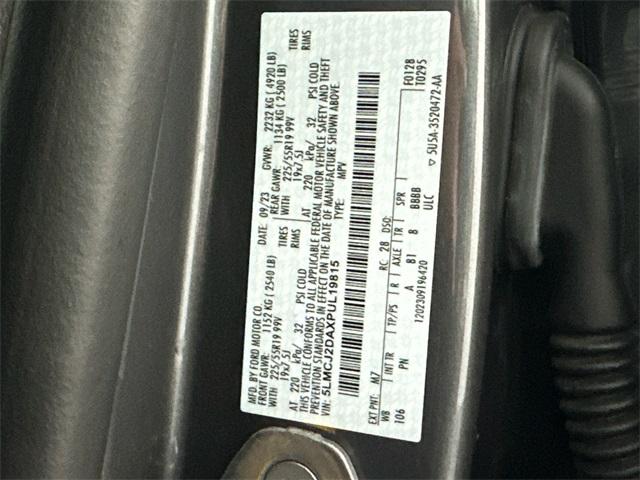 MFD. BY FORD MOTOR CO.
DATE: 09/23 GVWR: 2232 KG ( 4920 LB)
FRONT GAWR: 1152 KG ( 2540 LB) REAR GAWR: 1134 KG ( 2500 LB)
WITH 225/55R19 99V TIRES WITH 225/55R19 99V TIRES
19x7.5J RIMS 19x7.5J RIMS
AT 220 kPa/ 32 PSI COLD AT 220 kPa/ 32 PSI COLD
THIS VEHICLE CONFORMS TO ALL APPLICABLE FEDERAL MOTOR VEHICLE SAFETY AND THEFT
PREVENTION STANDARDS IN EFFECT ON THE DATE OF MANUFACTURE SHOWN ABOVE.
VIN: 5LMCJ2DAXPUL19815 TYPE: MPV
EXT PNT: M7 RC: 28 DSO: F0128
WB INT TR TP/PS R AXLE TR SPR T0295
106 PN A 81 8 BBBB
ULC ▽ 5U5A-3520472-AA
1202309196420